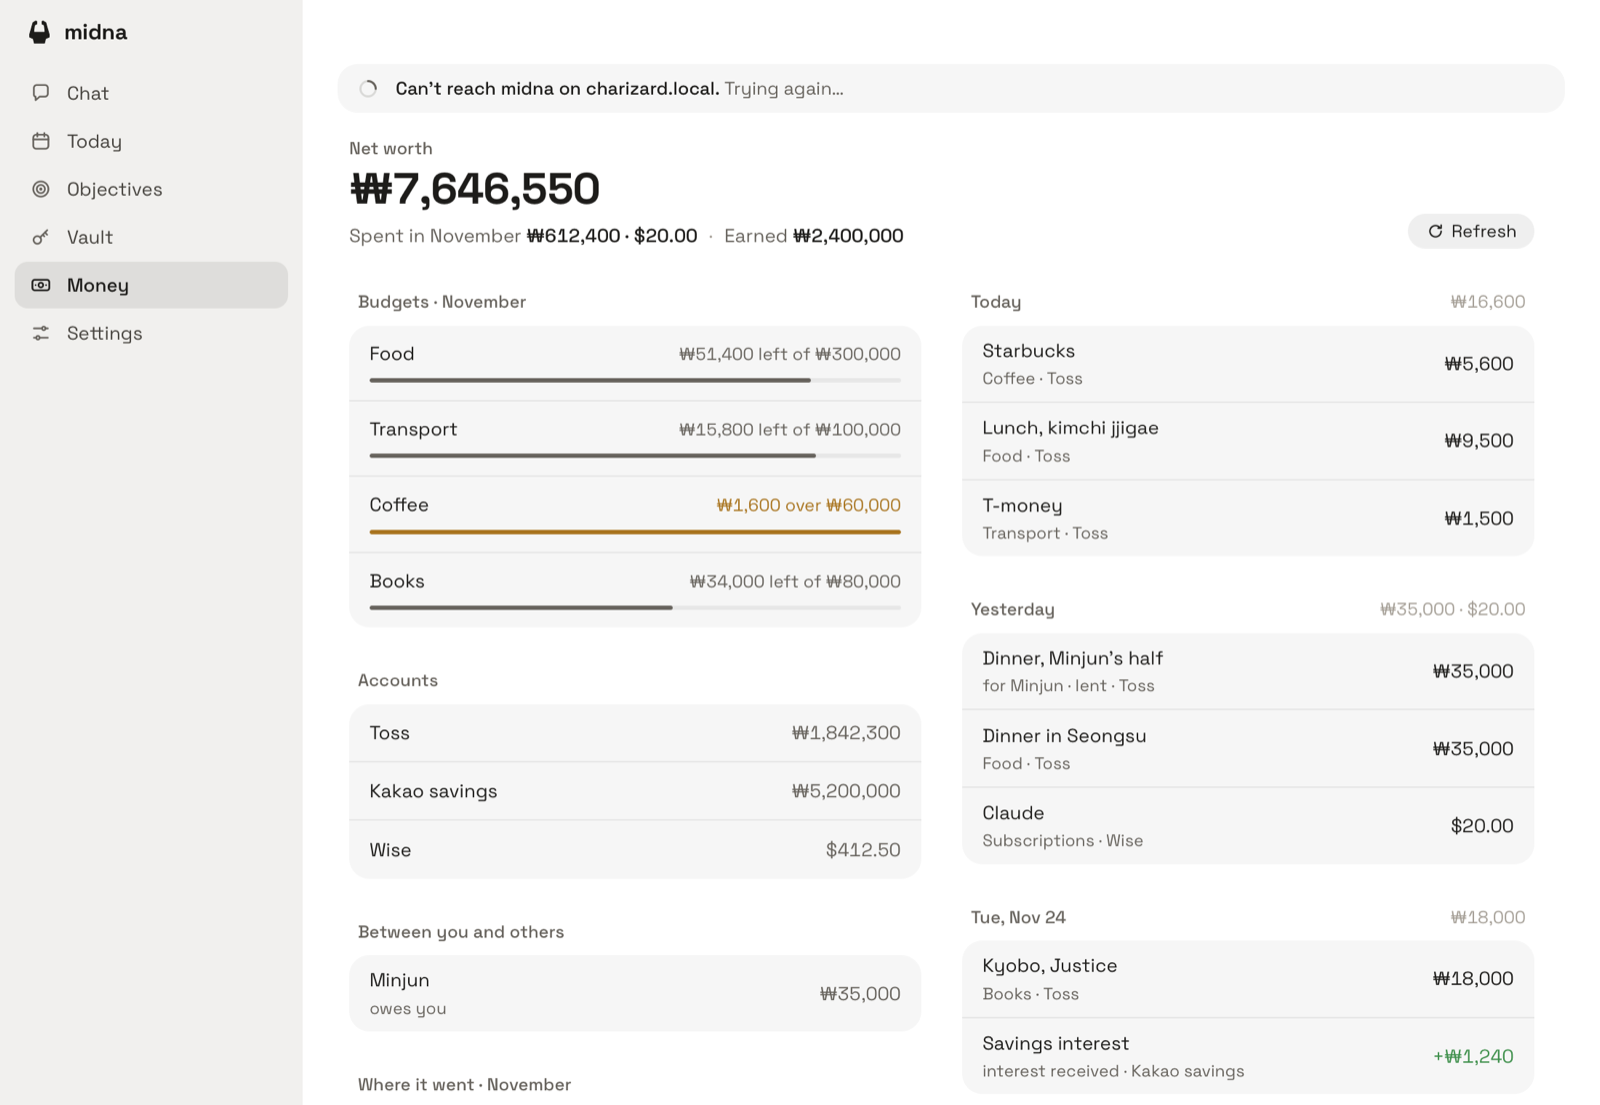 midna
Chat
Today
Objectives
Vault
Money
Settings
Can't reach midna on charizard.local. Trying again…
Net worth
₩7,646,550
Spent in November ₩612,400 · $20.00 · Earned ₩2,400,000
Refresh
Budgets · November
Food ₩51,400 left of ₩300,000
Transport ₩15,800 left of ₩100,000
Coffee ₩1,600 over ₩60,000
Books ₩34,000 left of ₩80,000
Accounts
Toss ₩1,842,300
Kakao savings ₩5,200,000
Wise $412.50
Between you and others
Minjun
owes you
₩35,000
Where it went · November
Today ₩16,600
Starbucks
Coffee · Toss
₩5,600
Lunch, kimchi jjigae
Food · Toss
₩9,500
T-money
Transport · Toss
₩1,500
Yesterday ₩35,000 · $20.00
Dinner, Minjun's half
for Minjun · lent · Toss
₩35,000
Dinner in Seongsu
Food · Toss
₩35,000
Claude
Subscriptions · Wise
$20.00
Tue, Nov 24 ₩18,000
Kyobo, Justice
Books · Toss
₩18,000
Savings interest
interest received · Kakao savings
+₩1,240